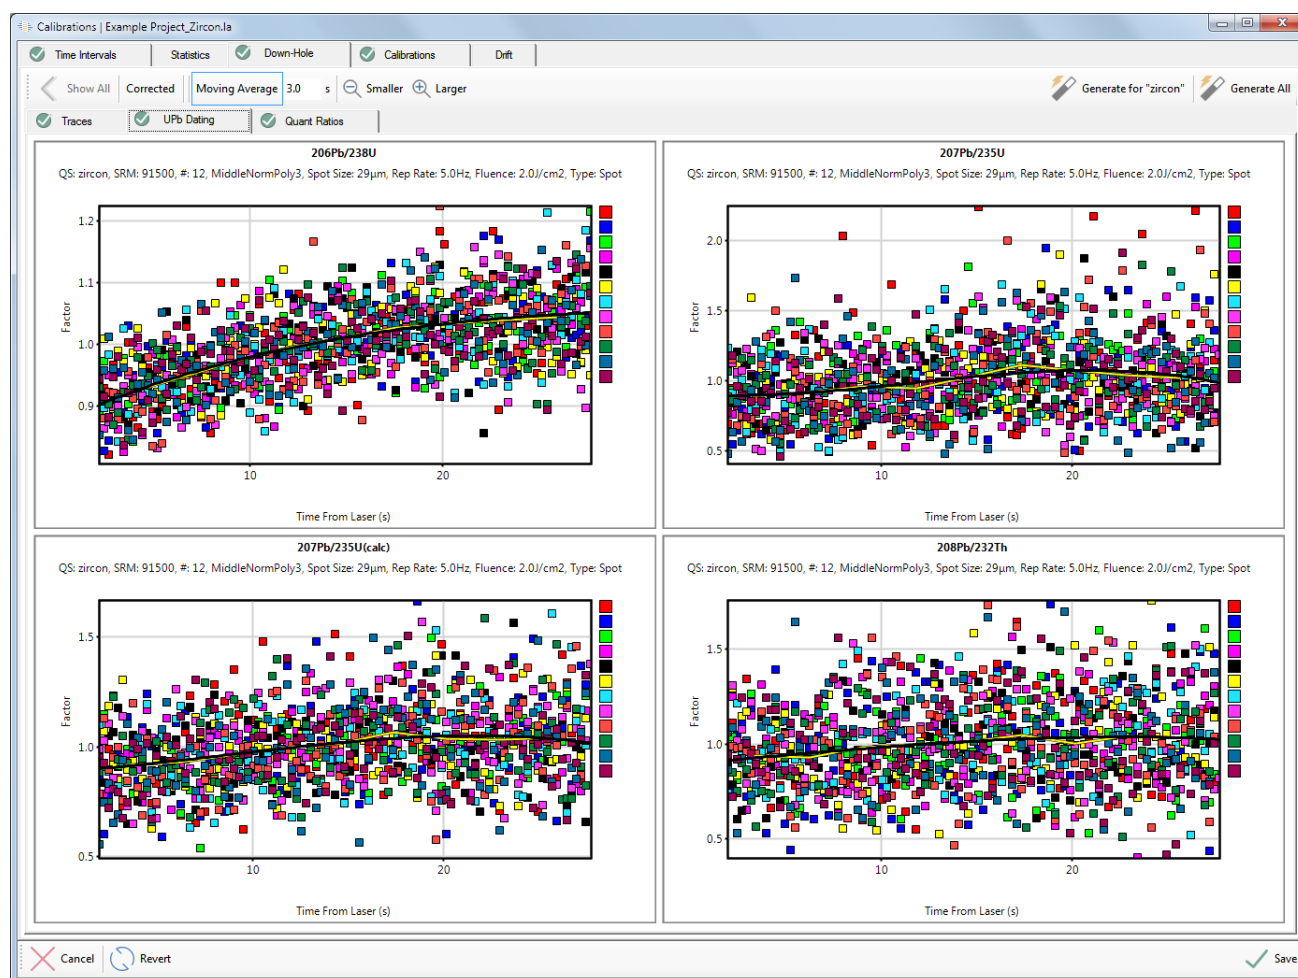 Calibrations | Example Project_Zircon.la
Time Intervals Statistics Down-Hole Calibrations Drift
Show All Corrected Moving Average 3.0 s Smaller Larger Generate for "zircon" Generate All
Traces UPb Dating Quant Ratios
206Pb/238U
QS: zircon, SRM: 91500, #: 12, MiddleNormPoly3, Spot Size: 29µm, Rep Rate: 5.0Hz, Fluence: 2.0J/cm2, Type: Spot
1.2
1.1
1.0
0.9
Factor
10 20
Time From Laser (s)
207Pb/235U
QS: zircon, SRM: 91500, #: 12, MiddleNormPoly3, Spot Size: 29µm, Rep Rate: 5.0Hz, Fluence: 2.0J/cm2, Type: Spot
2.0
1.5
1.0
0.5
Factor
10 20
Time From Laser (s)
207Pb/235U(calc)
QS: zircon, SRM: 91500, #: 12, MiddleNormPoly3, Spot Size: 29µm, Rep Rate: 5.0Hz, Fluence: 2.0J/cm2, Type: Spot
1.5
1.0
0.5
Factor
10 20
Time From Laser (s)
208Pb/232Th
QS: zircon, SRM: 91500, #: 12, MiddleNormPoly3, Spot Size: 29µm, Rep Rate: 5.0Hz, Fluence: 2.0J/cm2, Type: Spot
1.5
1.0
0.5
Factor
10 20
Time From Laser (s)
Cancel Revert Save